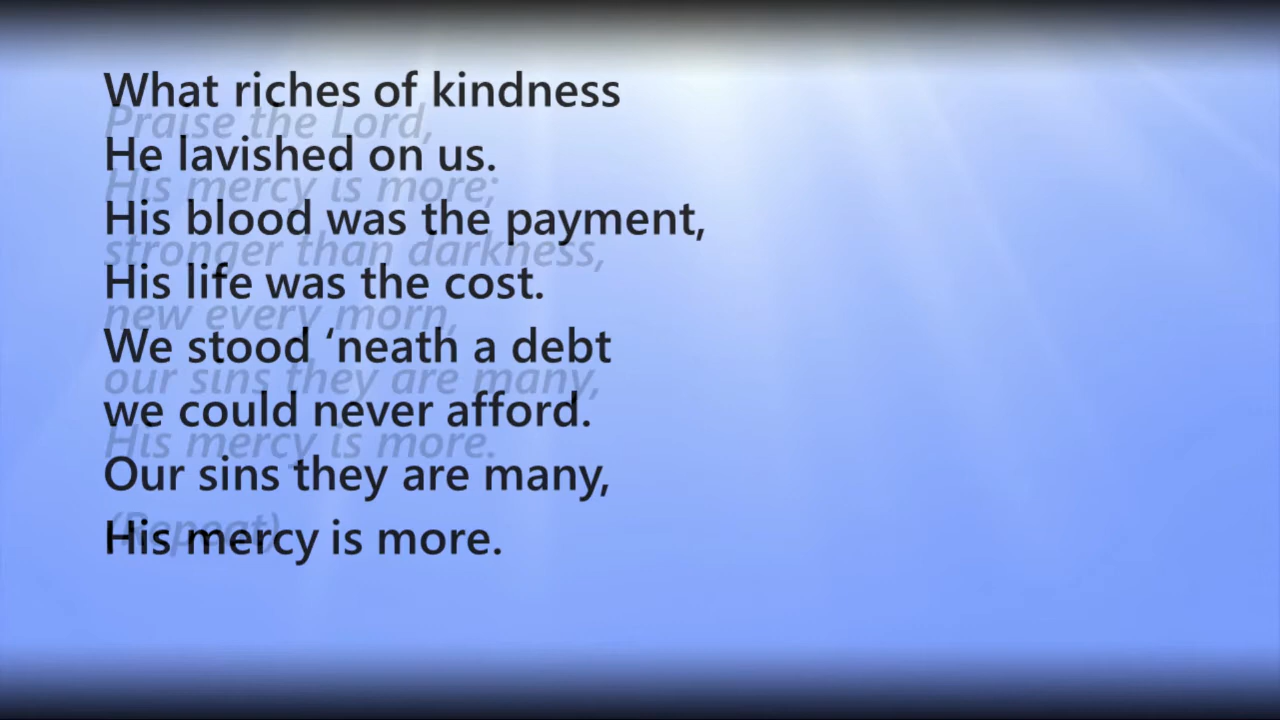 What riches of kindness
Praise the Lord,
He lavished on us.
His mercy is more;
His blood was the payment,
stronger than darkness,
His life was the cost.
new every morn,
We stood ‘neath a debt
our sins they are many,
we could never afford.
His mercy is more.
Our sins they are many,
(Repeat)
His mercy is more.